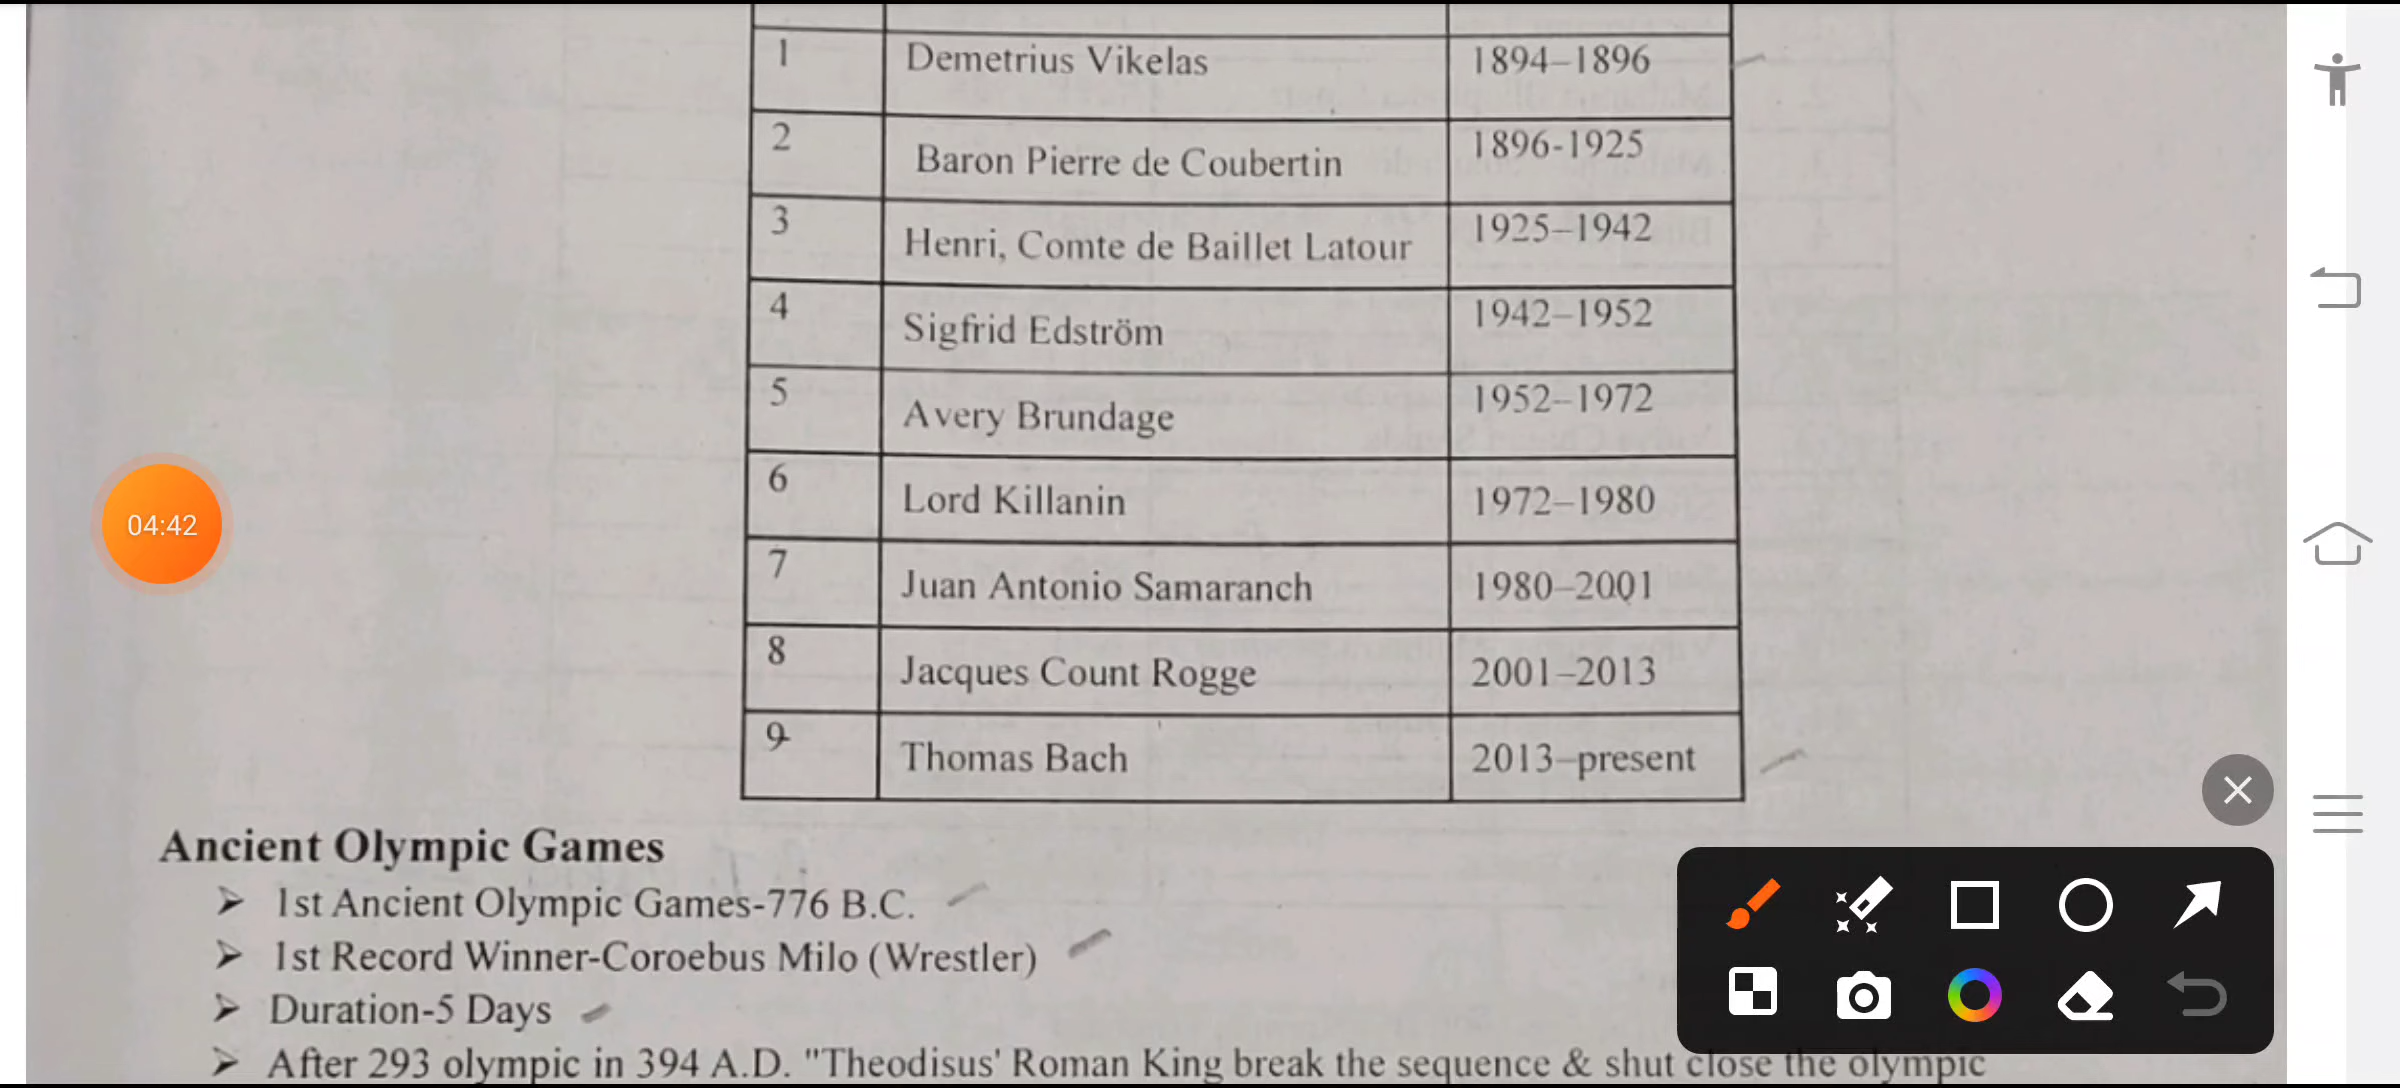 1 Demetrius Vikelas 1894–1896
2 Baron Pierre de Coubertin 1896-1925
3 Henri, Comte de Baillet Latour 1925–1942
4 Sigfrid Edström 1942–1952
5 Avery Brundage 1952–1972
6 Lord Killanin 1972–1980
7 Juan Antonio Samaranch 1980–2001
8 Jacques Count Rogge 2001–2013
9 Thomas Bach 2013–present
04:42
Ancient Olympic Games
➢ 1st Ancient Olympic Games-776 B.C.
➢ 1st Record Winner-Coroebus Milo (Wrestler)
➢ Duration-5 Days
➢ After 293 olympic in 394 A.D. "Theodisus' Roman King break the sequence & shut close the olympic